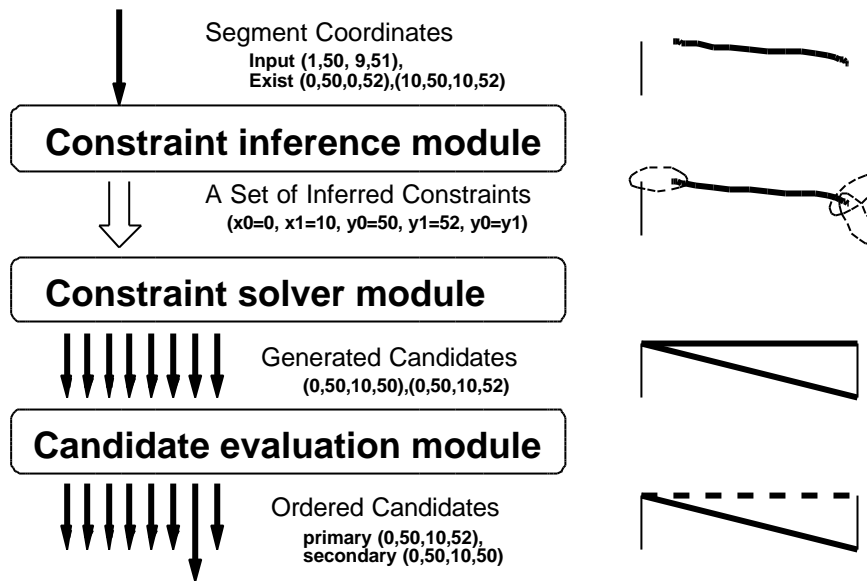 Segment Coordinates
Input (1,50, 9,51),
Exist (0,50,0,52),(10,50,10,52)
Constraint inference module
A Set of Inferred Constraints
(x0=0, x1=10, y0=50, y1=52, y0=y1)
Constraint solver module
Generated Candidates
(0,50,10,50),(0,50,10,52)
Candidate evaluation module
Ordered Candidates
primary (0,50,10,52),
secondary (0,50,10,50)